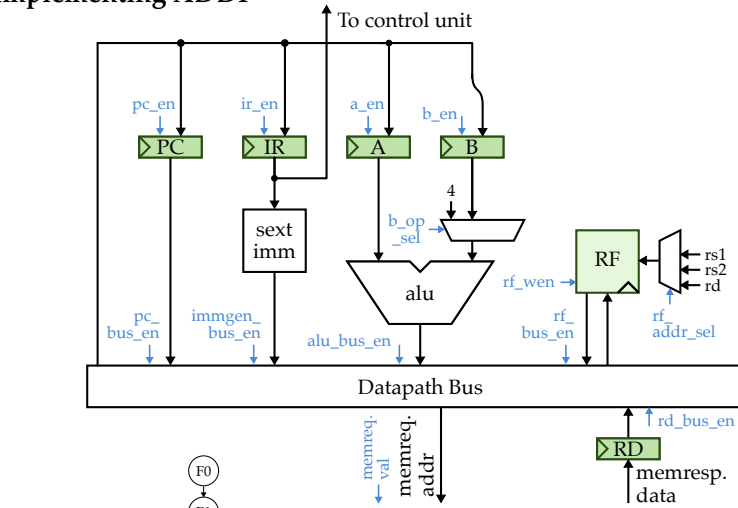 To control unit
pc_en
ir_en
a_en
b_en
PC
IR
A
B
4
sext
imm
b_op
_sel
alu
RF
rs1
rs2
rd
rf_wen
rf_
addr_sel
pc_
bus_en
immgen_
bus_en
alu_bus_en
rf_
bus_en
Datapath Bus
memreq.
val
memreq.
addr
rd_bus_en
RD
memresp.
data
F0